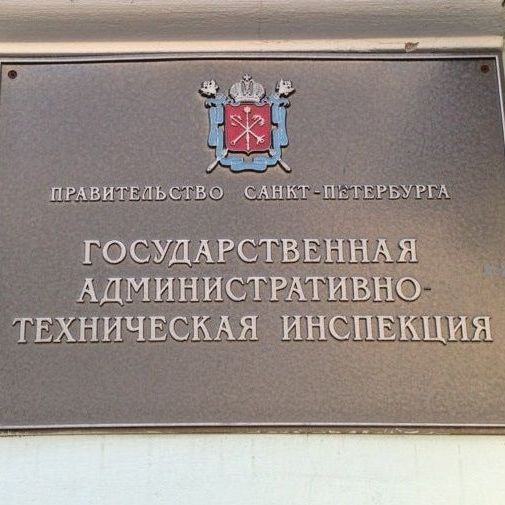 ПРАВИТЕЛЬСТВО САНКТ-ПЕТЕРБУРГА
ГОСУДАРСТВЕННАЯ
АДМИНИСТРАТИВНО-
ТЕХНИЧЕСКАЯ ИНСПЕКЦИЯ